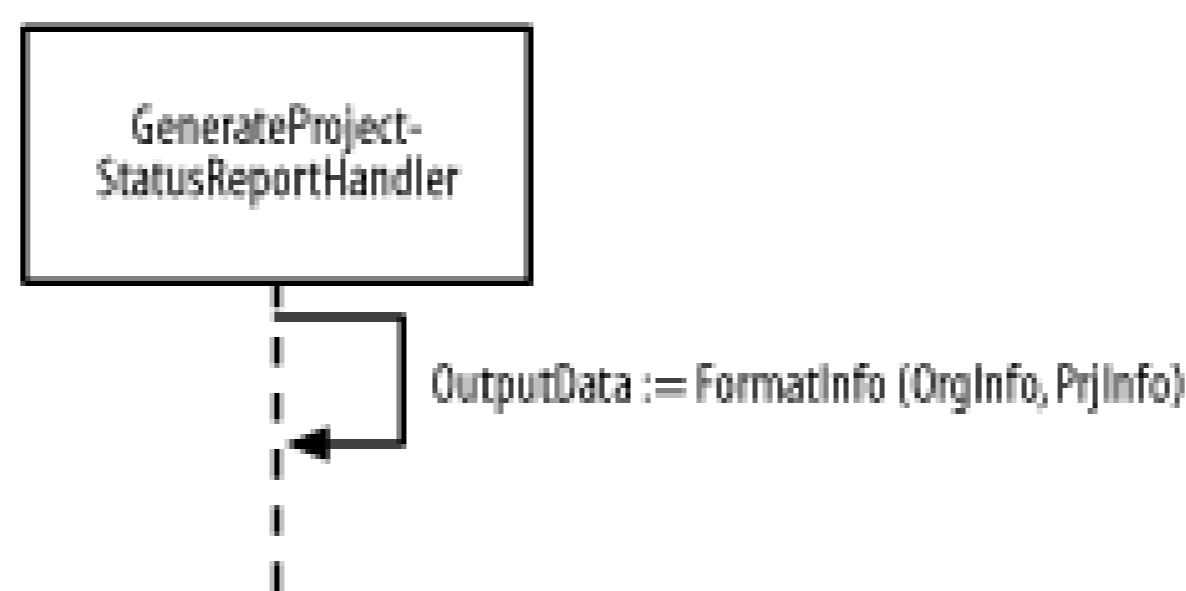 GenerateProject-
StatusReportHandler
OutputData := FormatInfo (OrgInfo, PrjInfo)